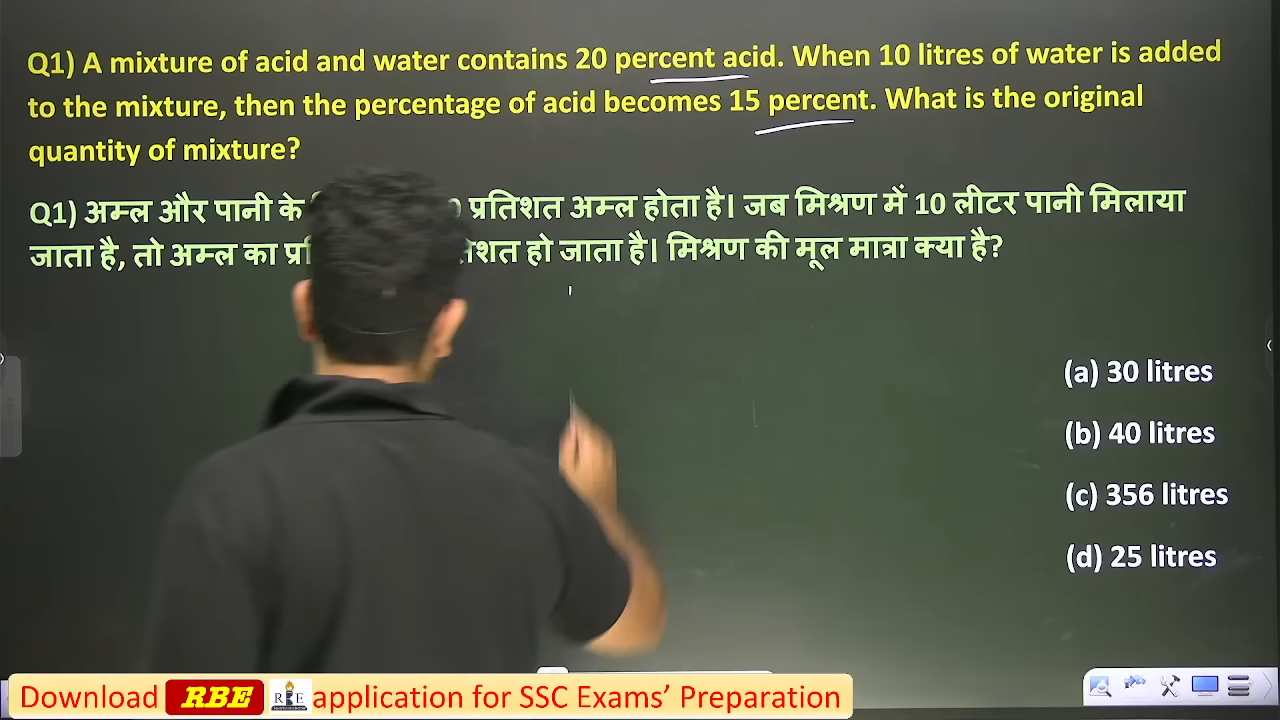 Q1) A mixture of acid and water contains 20 percent acid. When 10 litres of water is added
to the mixture, then the percentage of acid becomes 15 percent. What is the original
quantity of mixture?
Q1) अम्ल और पानी के प्रतिशत अम्ल होता है। जब मिश्रण में 10 लीटर पानी मिलाया
जाता है, तो अम्ल का हो जाता है। मिश्रण की मूल मात्रा क्या है?
(a) 30 litres
(b) 40 litres
(c) 356 litres
(d) 25 litres
Download RBE RBE application for SSC Exams’ Preparation